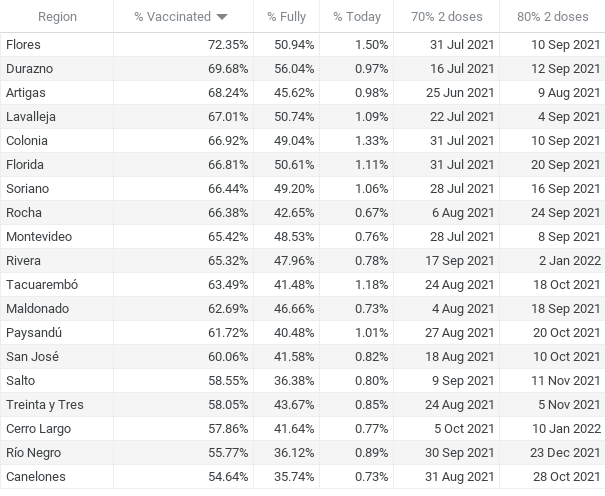 Region % Vaccinated % Fully % Today 70% 2 doses 80% 2 doses
Flores 72.35% 50.94% 1.50% 31 Jul 2021 10 Sep 2021
Durazno 69.68% 56.04% 0.97% 16 Jul 2021 12 Sep 2021
Artigas 68.24% 45.62% 0.98% 25 Jun 2021 9 Aug 2021
Lavalleja 67.01% 50.74% 1.09% 22 Jul 2021 4 Sep 2021
Colonia 66.92% 49.04% 1.33% 31 Jul 2021 10 Sep 2021
Florida 66.81% 50.61% 1.11% 31 Jul 2021 20 Sep 2021
Soriano 66.44% 49.20% 1.06% 28 Jul 2021 16 Sep 2021
Rocha 66.38% 42.65% 0.67% 6 Aug 2021 24 Sep 2021
Montevideo 65.42% 48.53% 0.76% 28 Jul 2021 8 Sep 2021
Rivera 65.32% 47.96% 0.78% 17 Sep 2021 2 Jan 2022
Tacuarembó 63.49% 41.48% 1.18% 24 Aug 2021 18 Oct 2021
Maldonado 62.69% 46.66% 0.73% 4 Aug 2021 18 Sep 2021
Paysandú 61.72% 40.48% 1.01% 27 Aug 2021 20 Oct 2021
San José 60.06% 41.58% 0.82% 18 Aug 2021 10 Oct 2021
Salto 58.55% 36.38% 0.80% 9 Sep 2021 11 Nov 2021
Treinta y Tres 58.05% 43.67% 0.85% 24 Aug 2021 5 Nov 2021
Cerro Largo 57.86% 41.64% 0.77% 5 Oct 2021 10 Jan 2022
Río Negro 55.77% 36.12% 0.89% 30 Sep 2021 23 Dec 2021
Canelones 54.64% 35.74% 0.73% 31 Aug 2021 28 Oct 2021